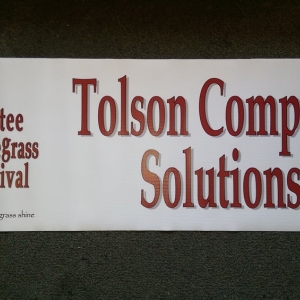 tee
grass
ival
grass shine
Tolson Comp
Solutions